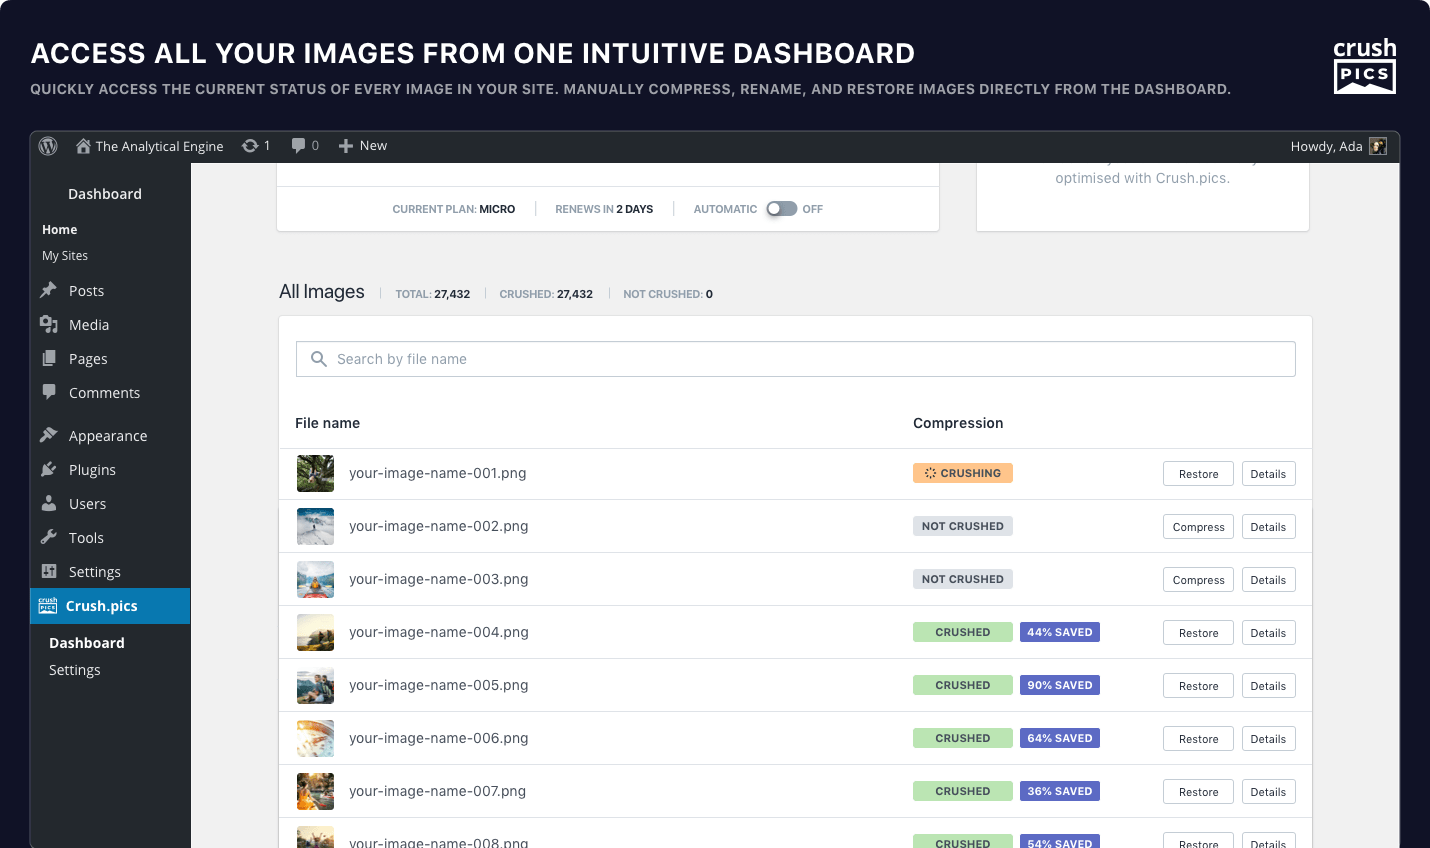 ACCESS ALL YOUR IMAGES FROM ONE INTUITIVE DASHBOARD
QUICKLY ACCESS THE CURRENT STATUS OF EVERY IMAGE IN YOUR SITE. MANUALLY COMPRESS, RENAME, AND RESTORE IMAGES DIRECTLY FROM THE DASHBOARD.
crush
PICS
The Analytical Engine 1 0 New Howdy, Ada
Dashboard
Home
My Sites
Posts
Media
Pages
Comments
Appearance
Plugins
Users
Tools
Settings
crush PICS Crush.pics
Dashboard
Settings
optimised with Crush.pics.
CURRENT PLAN: MICRO RENEWS IN 2 DAYS AUTOMATIC OFF
All Images TOTAL: 27,432 CRUSHED: 27,432 NOT CRUSHED: 0
Search by file name
File name Compression
your-image-name-001.png CRUSHING Restore Details
your-image-name-002.png NOT CRUSHED Compress Details
your-image-name-003.png NOT CRUSHED Compress Details
your-image-name-004.png CRUSHED 44% SAVED Restore Details
your-image-name-005.png CRUSHED 90% SAVED Restore Details
your-image-name-006.png CRUSHED 64% SAVED Restore Details
your-image-name-007.png CRUSHED 36% SAVED Restore Details
your-image-name-008.png CRUSHED 54% SAVED Restore Details